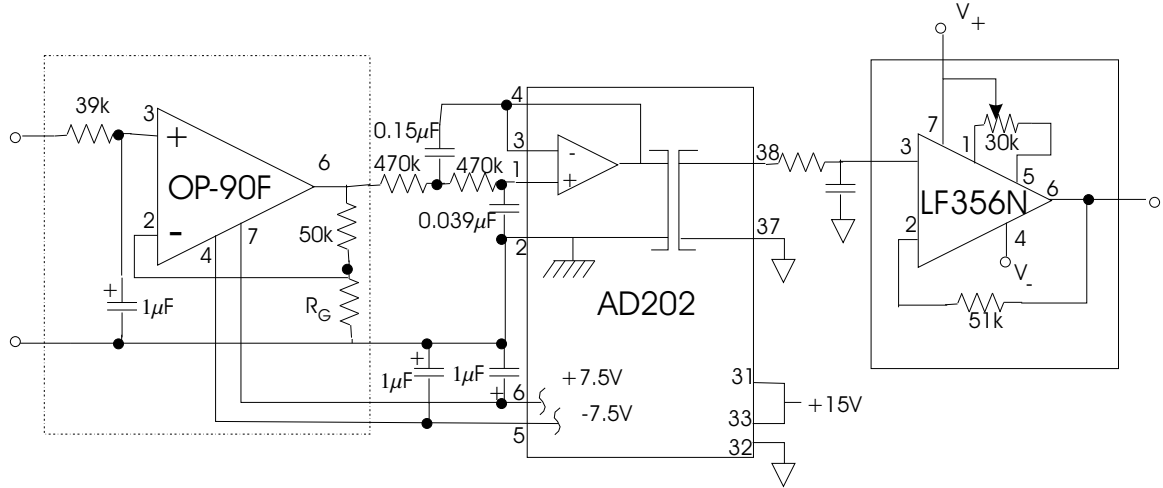 V+
39k
3
+
OP-90F
6
2
-
7
4
+
1μF
50k
RG
0.15μF
470k
470k
0.039μF
4
3
1
2
-
+
AD202
38
37
+
1μF
1μF
+
6
5
+7.5V
-7.5V
31
33
32
+15V
3
7
1
30k
5
6
LF356N
2
4
V-
51k